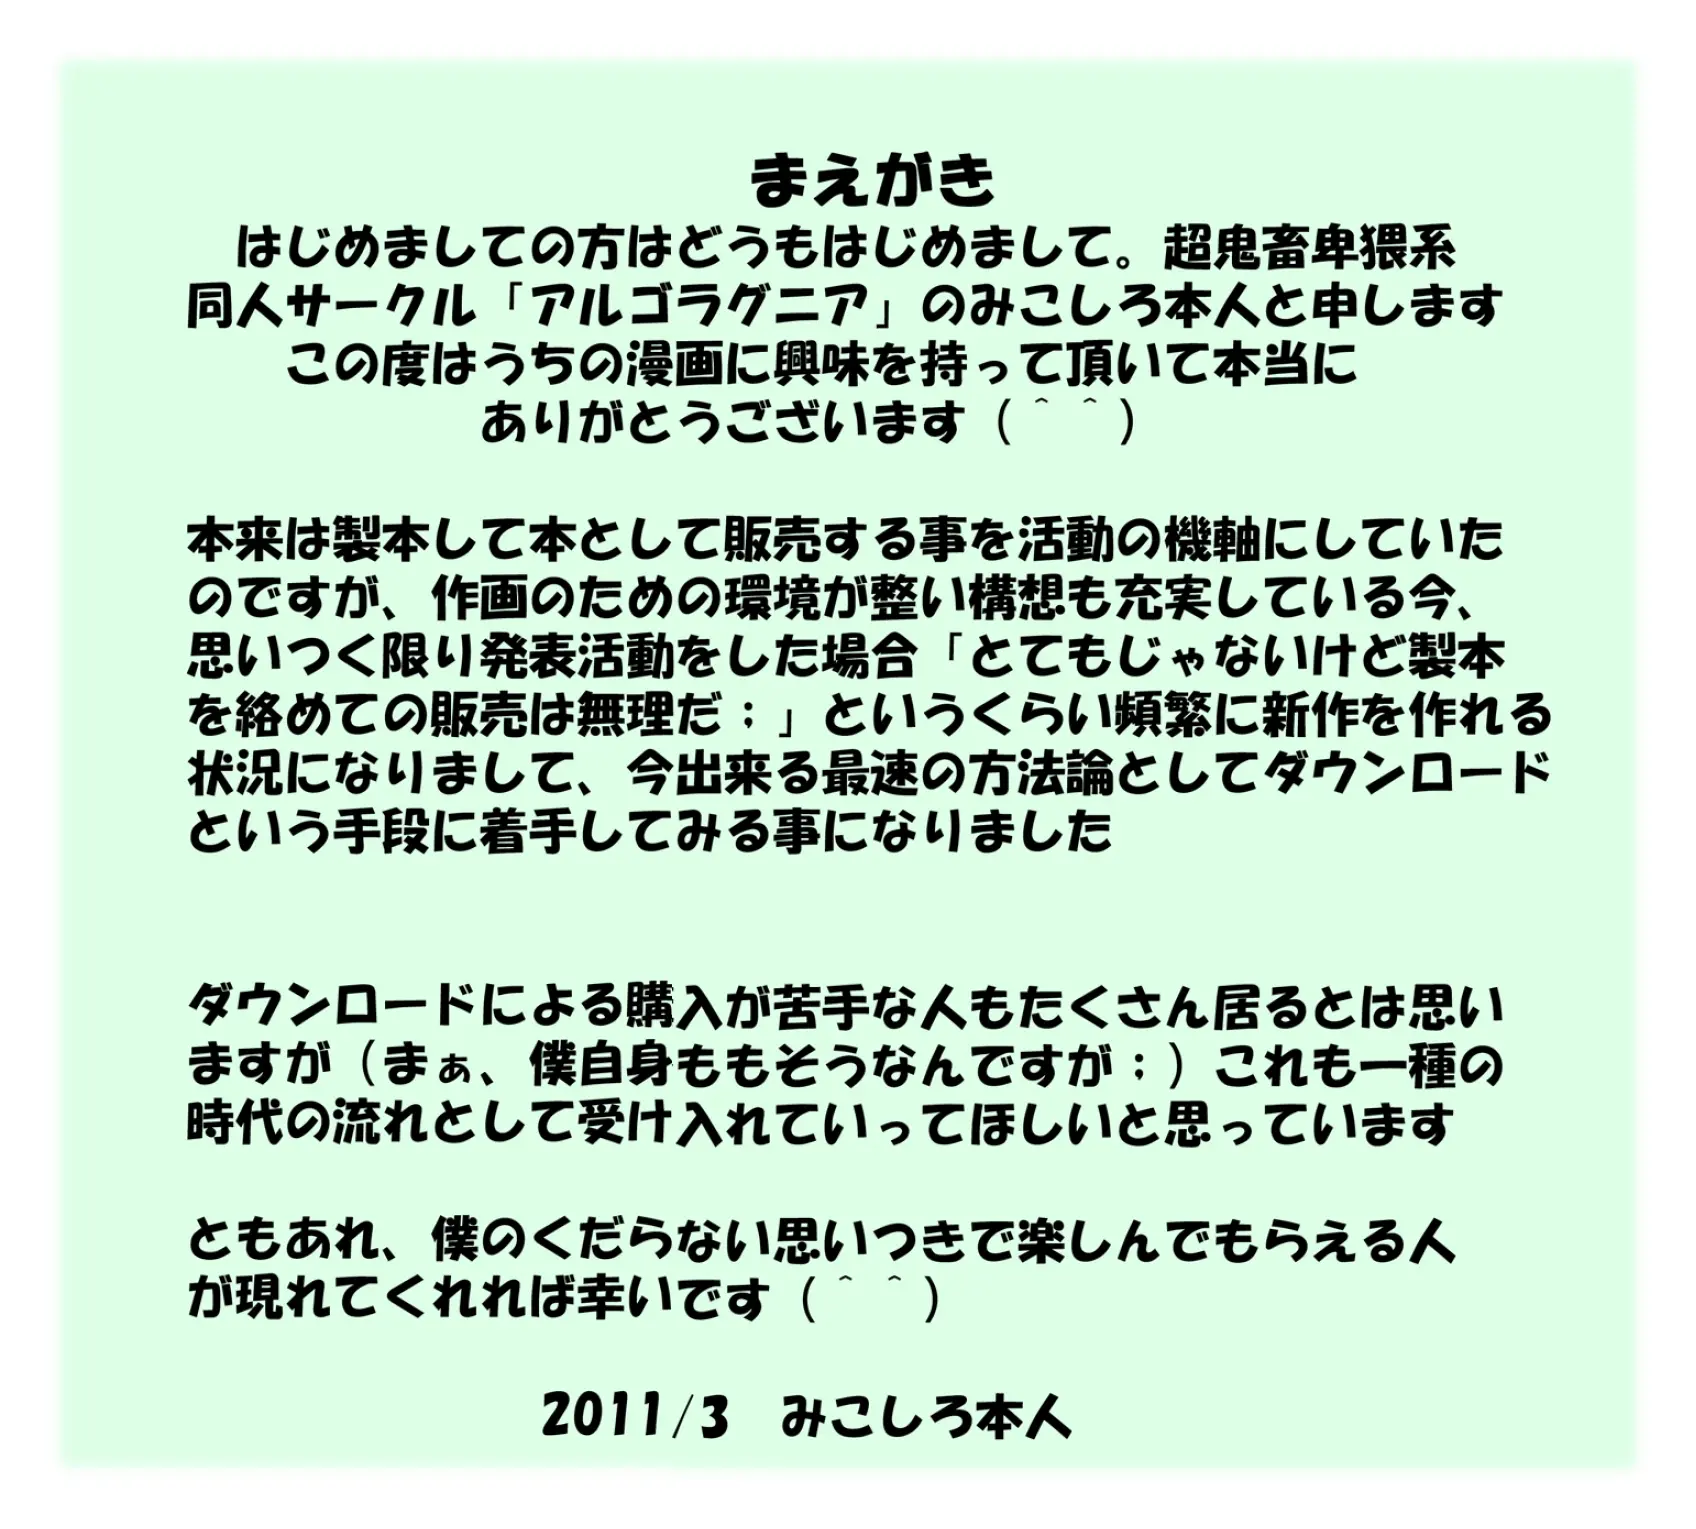 まえがき
はじめましての方はどうもはじめまして。超鬼畜卑猥系
同人サークル「アルゴラグニア」のみこしろ本人と申します
この度はうちの漫画に興味を持って頂いて本当に
ありがとうございます（＾＾）
本来は製本して本として販売する事を活動の機軸にしていた
のですが、作画のための環境が整い構想も充実している今、
思いつく限り発表活動をした場合「とてもじゃないけど製本
を絡めての販売は無理だ；」というくらい頻繁に新作を作れる
状況になりまして、今出来る最速の方法論としてダウンロード
という手段に着手してみる事になりました
ダウンロードによる購入が苦手な人もたくさん居るとは思い
ますが（まぁ、僕自身ももそうなんですが；）これも一種の
時代の流れとして受け入れていってほしいと思っています
ともあれ、僕のくだらない思いつきで楽しんでもらえる人
が現れてくれれば幸いです（＾＾）
2011/3　みこしろ本人